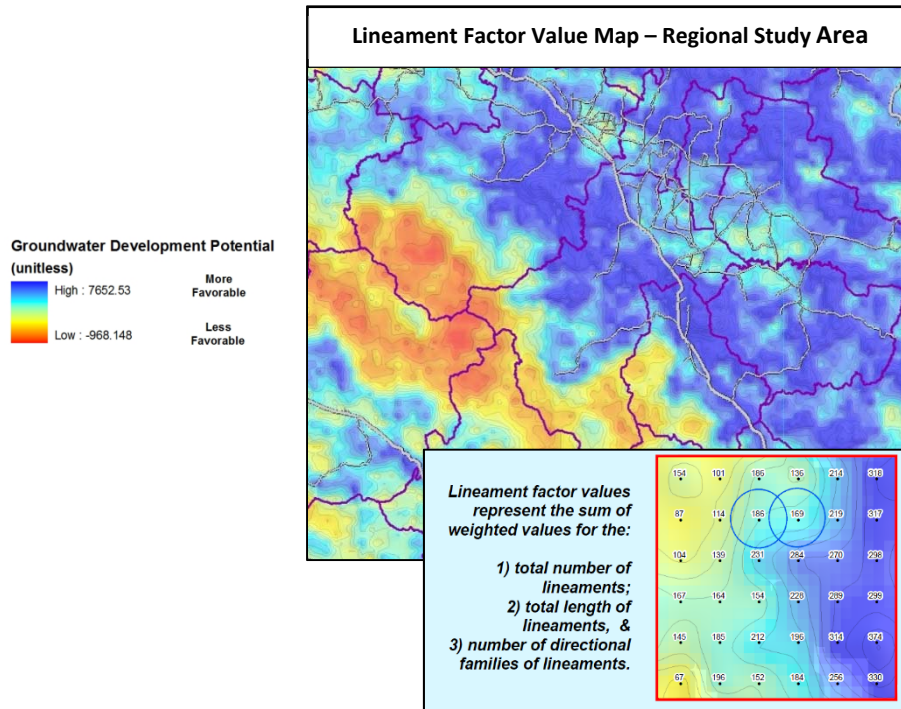 Lineament Factor Value Map – Regional Study Area
Groundwater Development Potential
(unitless)
High : 7652.53
More
Favorable
Low : -968.148
Less
Favorable
Lineament factor values
represent the sum of
weighted values for the:
1) total number of
lineaments;
2) total length of
lineaments, &
3) number of directional
families of lineaments.
154 101 186 136 214 318
87 114 186 169 219 317
104 139 231 284 270 298
167 164 154 228 289 299
145 185 212 196 314 374
67 196 152 184 256 330